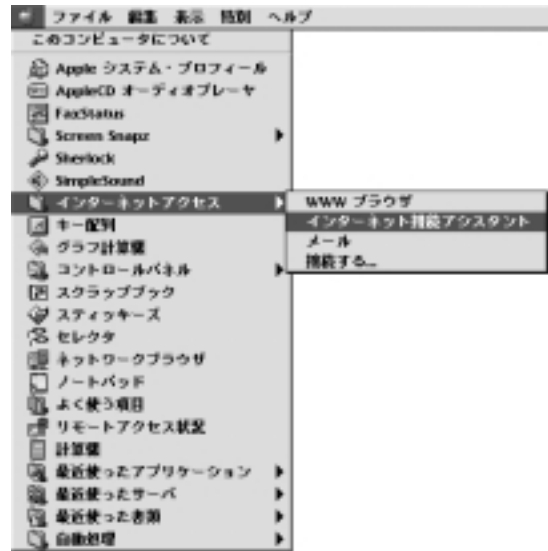 ファイル 編集 表示 特別 ヘルプ
このコンピュータについて
Apple システム・プロフィール
AppleCD オーディオプレーヤ
FaxStatus
Screen Snapz
Sherlock
SimpleSound
インターネットアクセス
WWW ブラウザ
インターネット接続アシスタント
メール
接続する...
キー配列
グラフ計算機
コントロールパネル
スクラップブック
スティッキーズ
セレクタ
ネットワークブラウザ
ノートパッド
よく使う項目
リモートアクセス状況
計算機
最近使ったアプリケーション
最近使ったサーバ
最近使った書類
自動処理